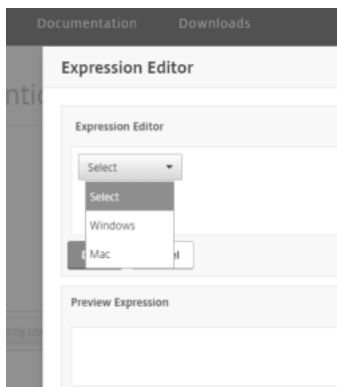 Documentation Downloads
Expression Editor
Expression Editor
Select
Select
Windows
Mac
Preview Expression